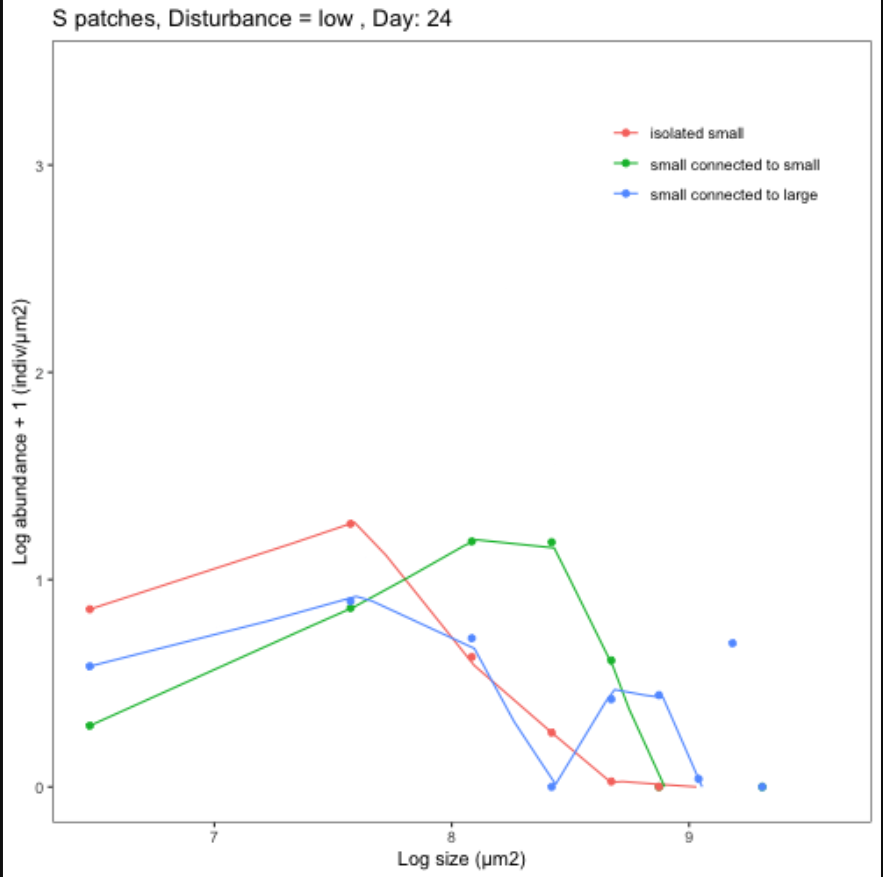 S patches, Disturbance = low , Day: 24
isolated small
small connected to small
small connected to large
3
2
1
0
Log abundance + 1 (indiv/µm2)
7 8 9
Log size (µm2)